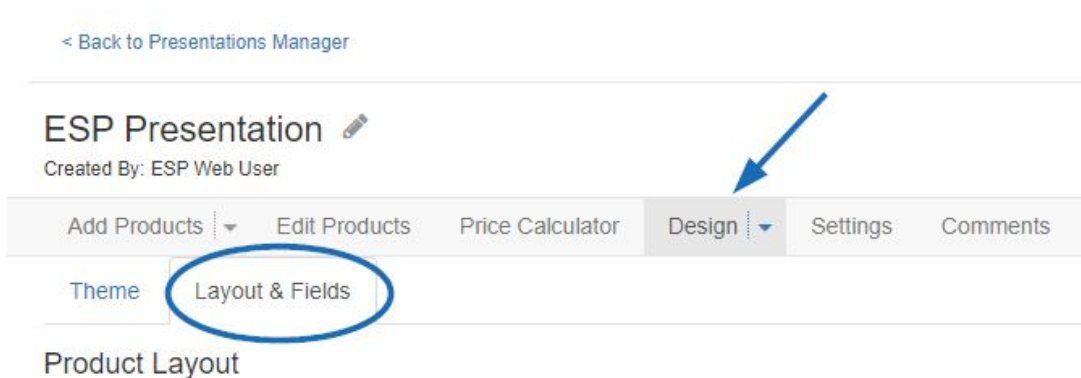 < Back to Presentations Manager
ESP Presentation
Created By: ESP Web User
Add Products Edit Products Price Calculator Design Settings Comments
Theme Layout & Fields
Product Layout